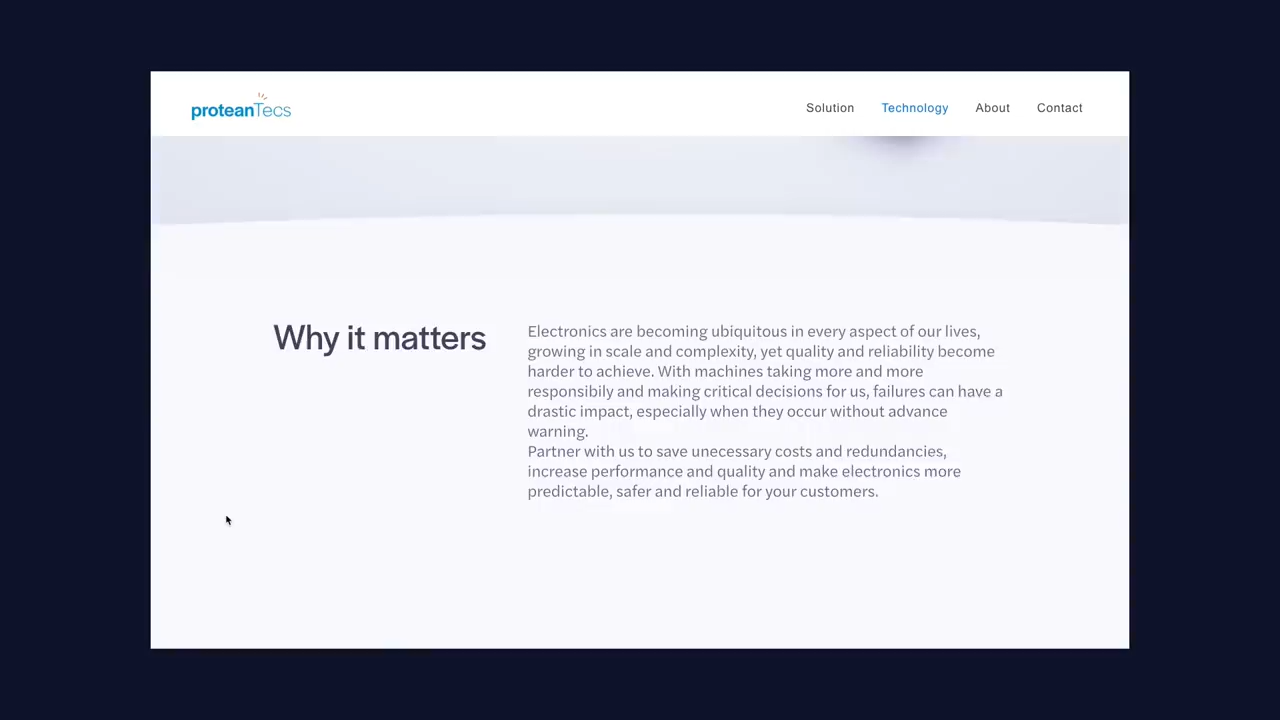 proteanTecs
Solution Technology About Contact
Why it matters
Electronics are becoming ubiquitous in every aspect of our lives,
growing in scale and complexity, yet quality and reliability become
harder to achieve. With machines taking more and more
responsibily and making critical decisions for us, failures can have a
drastic impact, especially when they occur without advance
warning.
Partner with us to save unecessary costs and redundancies,
increase performance and quality and make electronics more
predictable, safer and reliable for your customers.